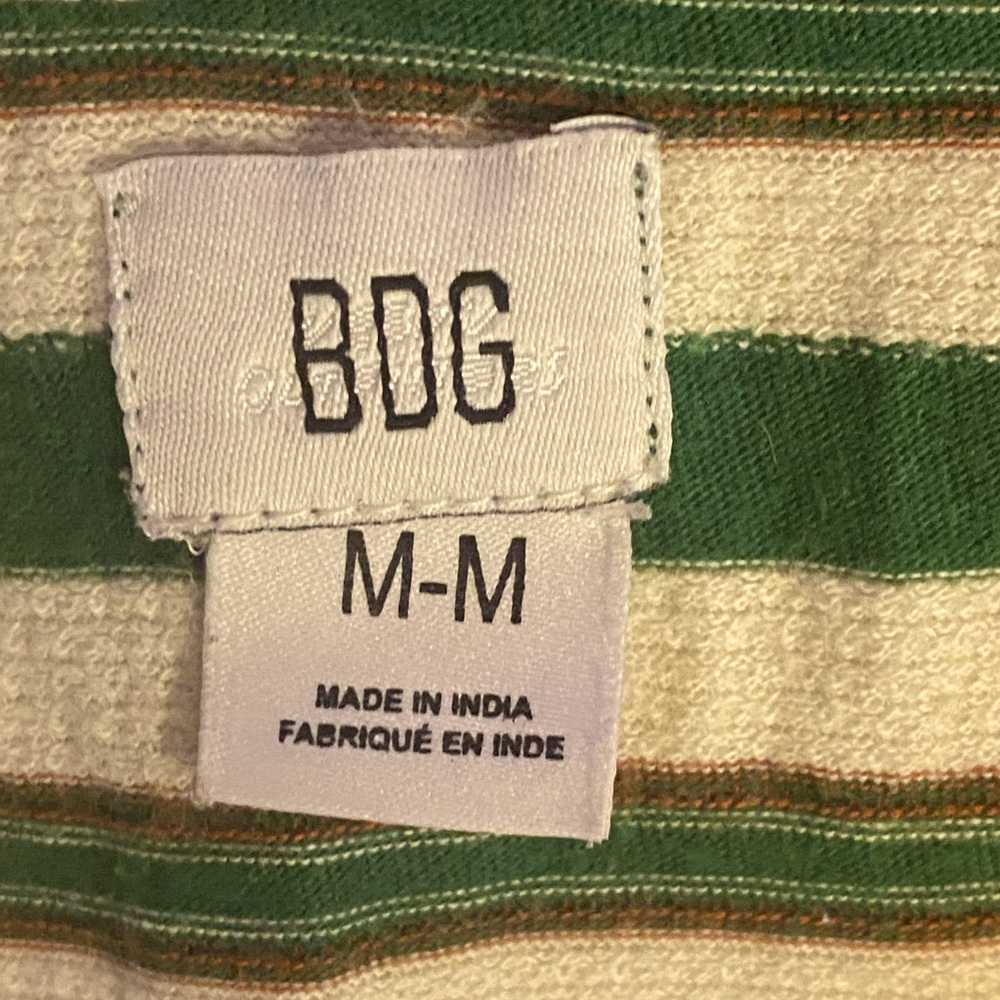 BDG
M-M
MADE IN INDIA
FABRIQUÉ EN INDE